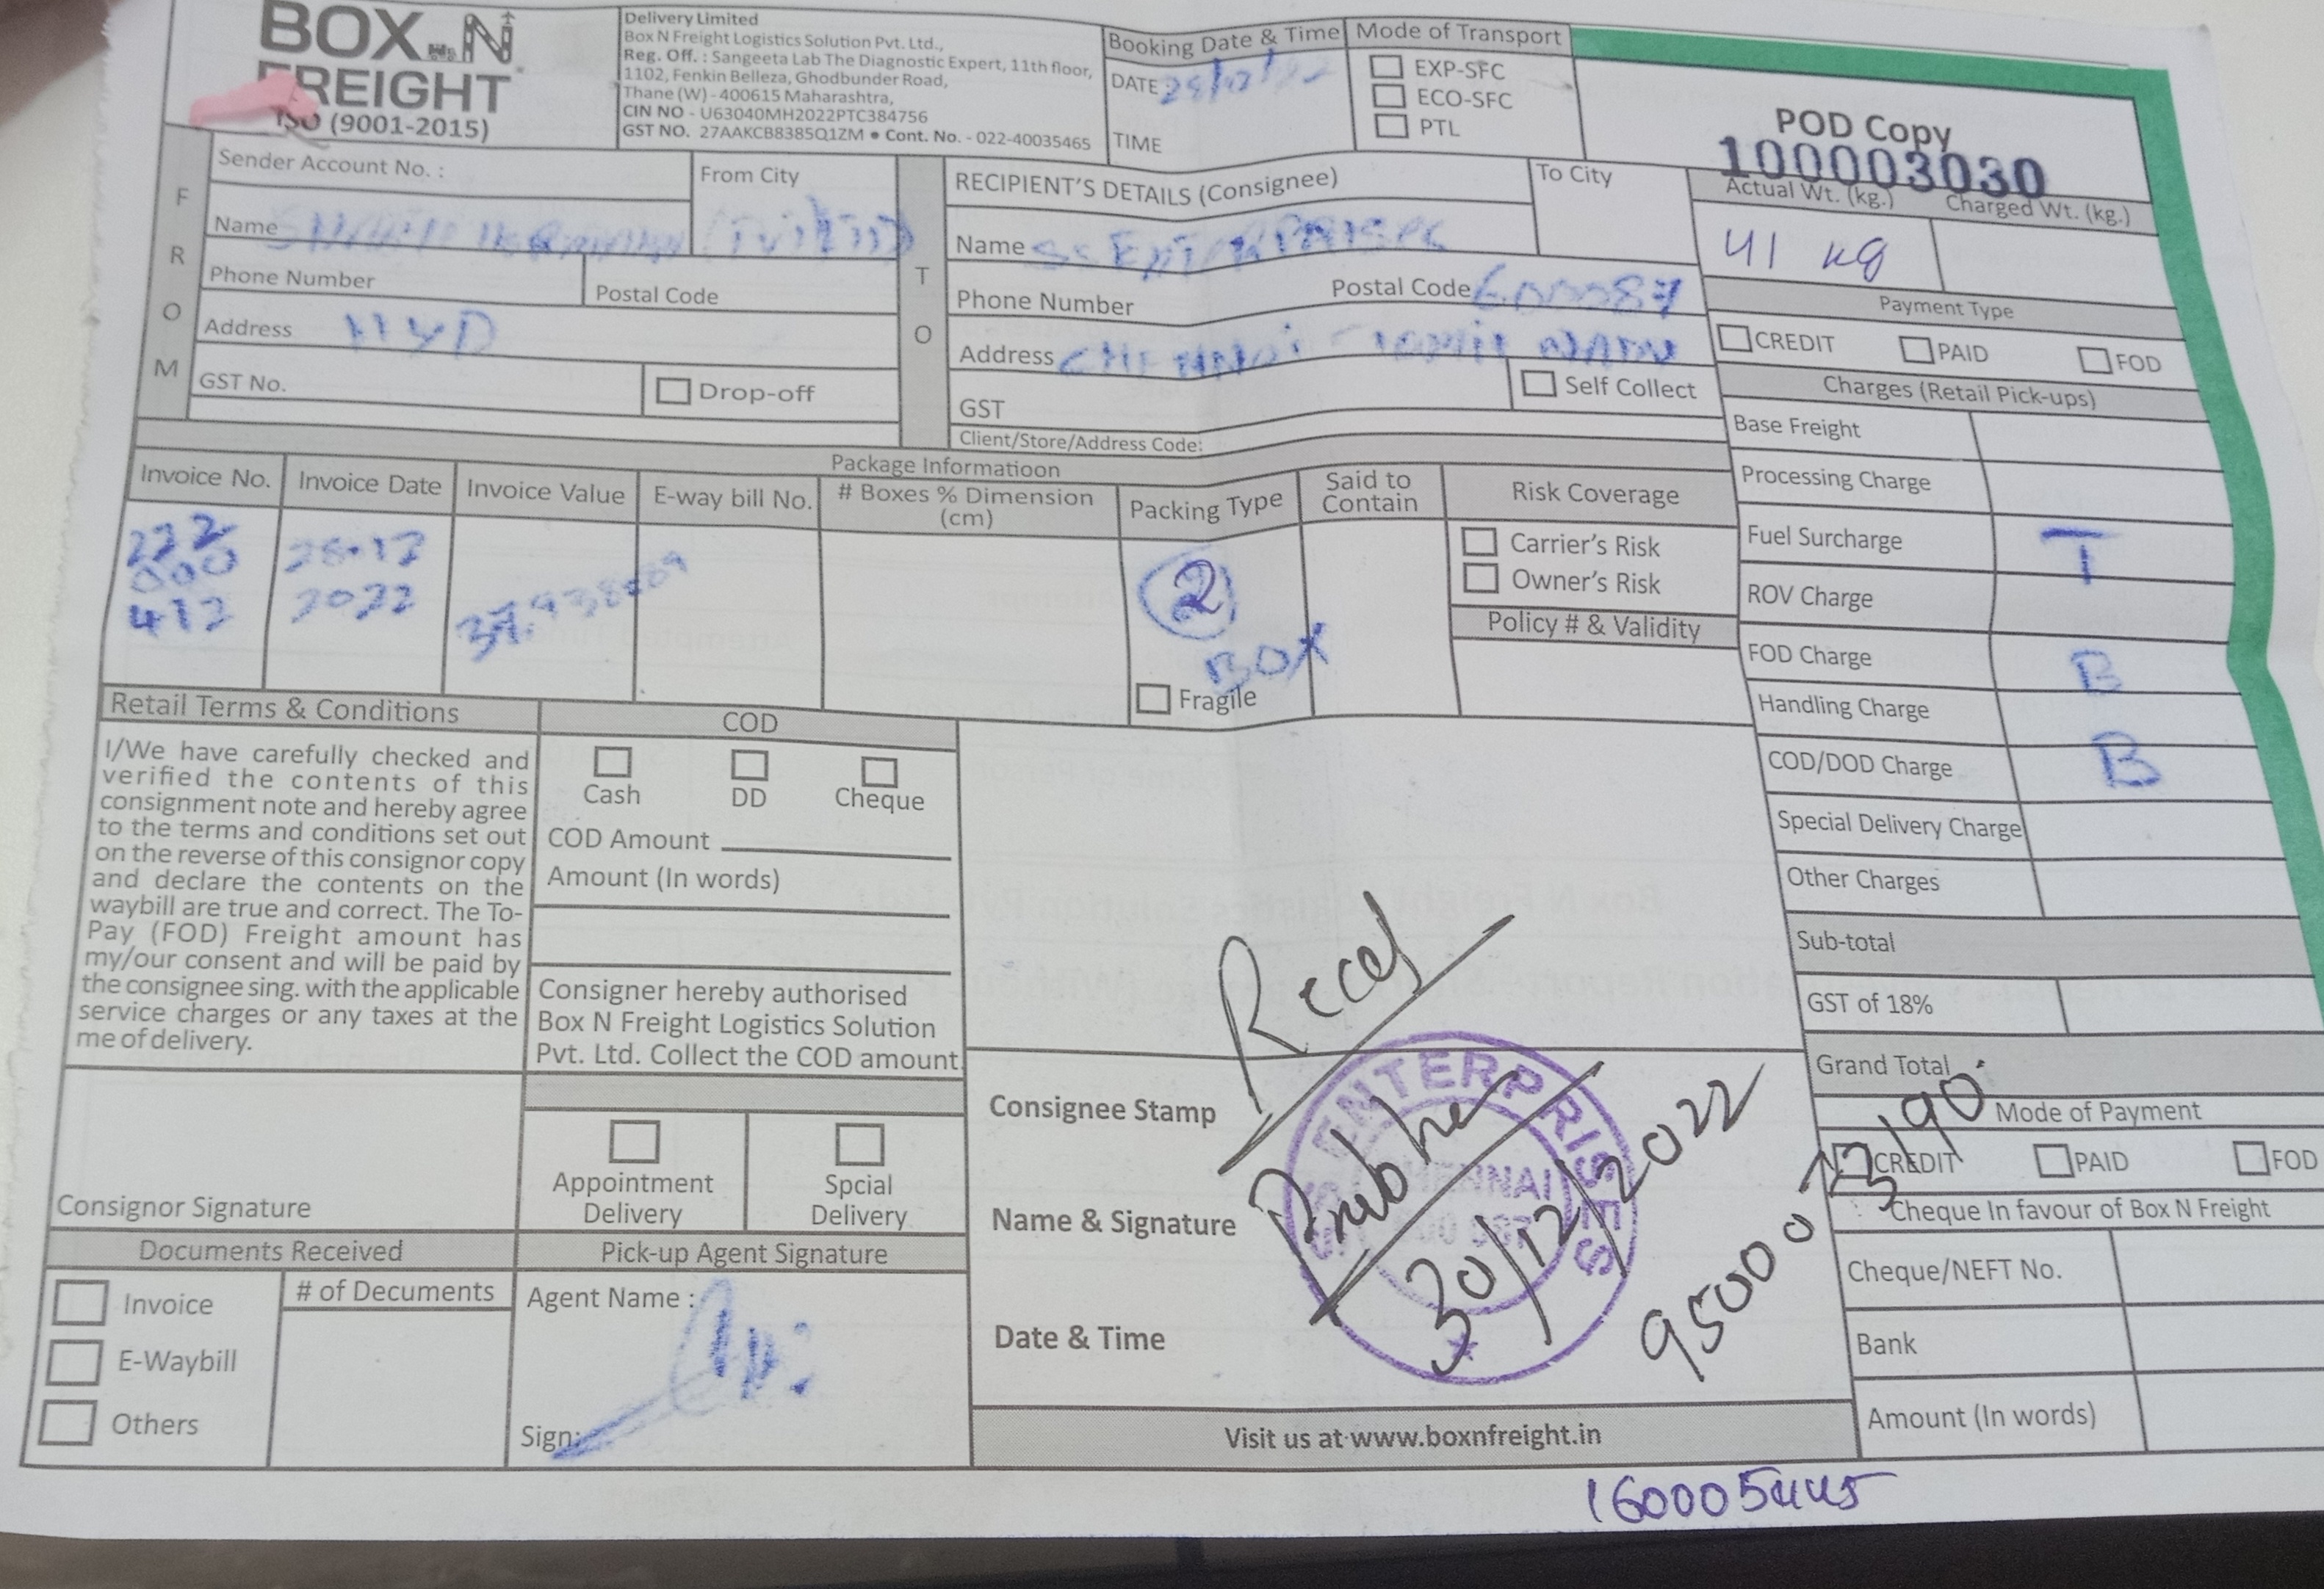 BOX N
FREIGHT
ISO (9001-2015)
Delivery Limited
Box N Freight Logistics Solution Pvt. Ltd.,
Reg. Off. : Sangeeta Lab The Diagnostic Expert, 11th floor,
1102, Fenkin Belleza, Ghodbunder Road,
Thane (W) - 400615 Maharashtra,
CIN NO - U63040MH2022PTC384756
GST NO. 27AAKCB8385Q1ZM • Cont. No. - 022-40035465
Booking Date & Time
DATE
TIME
Mode of Transport
EXP-SFC
ECO-SFC
PTL
POD Copy
100003030
FROM
Sender Account No. :
From City
Name
Phone Number
Postal Code
Address HYD
GST No.
Drop-off
TO
RECIPIENT'S DETAILS (Consignee)
To City
Name SS ENTERPRISES
Phone Number
Postal Code 600087
Address CHENNAI - TAMIL NADU
Self Collect
GST
Client/Store/Address Code:
Actual Wt. (kg.)
Charged Wt. (kg.)
41 kg
Payment Type
CREDIT
PAID
FOD
Charges (Retail Pick-ups)
Base Freight
Processing Charge
Fuel Surcharge T
ROV Charge
FOD Charge B
Handling Charge
COD/DOD Charge B
Special Delivery Charge
Other Charges
Sub-total
GST of 18%
Grand Total
Mode of Payment
CREDIT
PAID
FOD
Cheque In favour of Box N Freight
Cheque/NEFT No.
Bank
Amount (In words)
Package Informatioon
Invoice No.
Invoice Date
Invoice Value
E-way bill No.
# Boxes % Dimension
(cm)
Packing Type
Said to
Contain
Risk Coverage
222
000
412
28.12
2022
2
BOX
Fragile
Carrier's Risk
Owner's Risk
Policy # & Validity
Retail Terms & Conditions
I/We have carefully checked and
verified the contents of this
consignment note and hereby agree
to the terms and conditions set out
on the reverse of this consignor copy
and declare the contents on the
waybill are true and correct. The To-
Pay (FOD) Freight amount has
my/our consent and will be paid by
the consignee sing. with the applicable
service charges or any taxes at the
me of delivery.
Consignor Signature
COD
Cash
DD
Cheque
COD Amount
Amount (In words)
Consigner hereby authorised
Box N Freight Logistics Solution
Pvt. Ltd. Collect the COD amount
Appointment
Delivery
Spcial
Delivery
Documents Received
Invoice
E-Waybill
Others
# of Documents
Pick-up Agent Signature
Agent Name :
Sign:
Recd
Consignee Stamp
Name & Signature
Date & Time
ENTERPRISES
CHENNAI
Prabhu
30/12/2022
9500073190
Visit us at www.boxnfreight.in
160005445